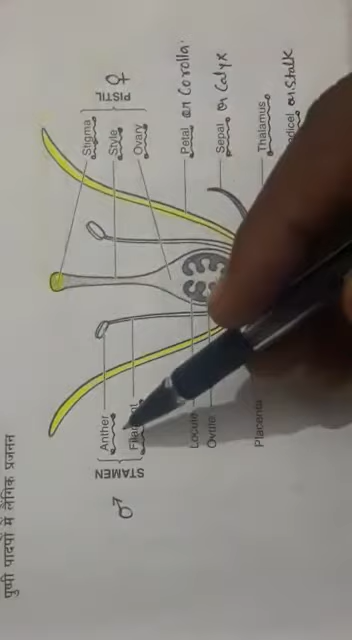 पुष्पी पादपों में लैंगिक प्रजनन
STAMEN
Anther
Locule
Ovule
Placenta
PISTIL
Stigma
Style
Ovary
Petal or Corolla
Sepal or Calyx
Thalamus
or Stalk